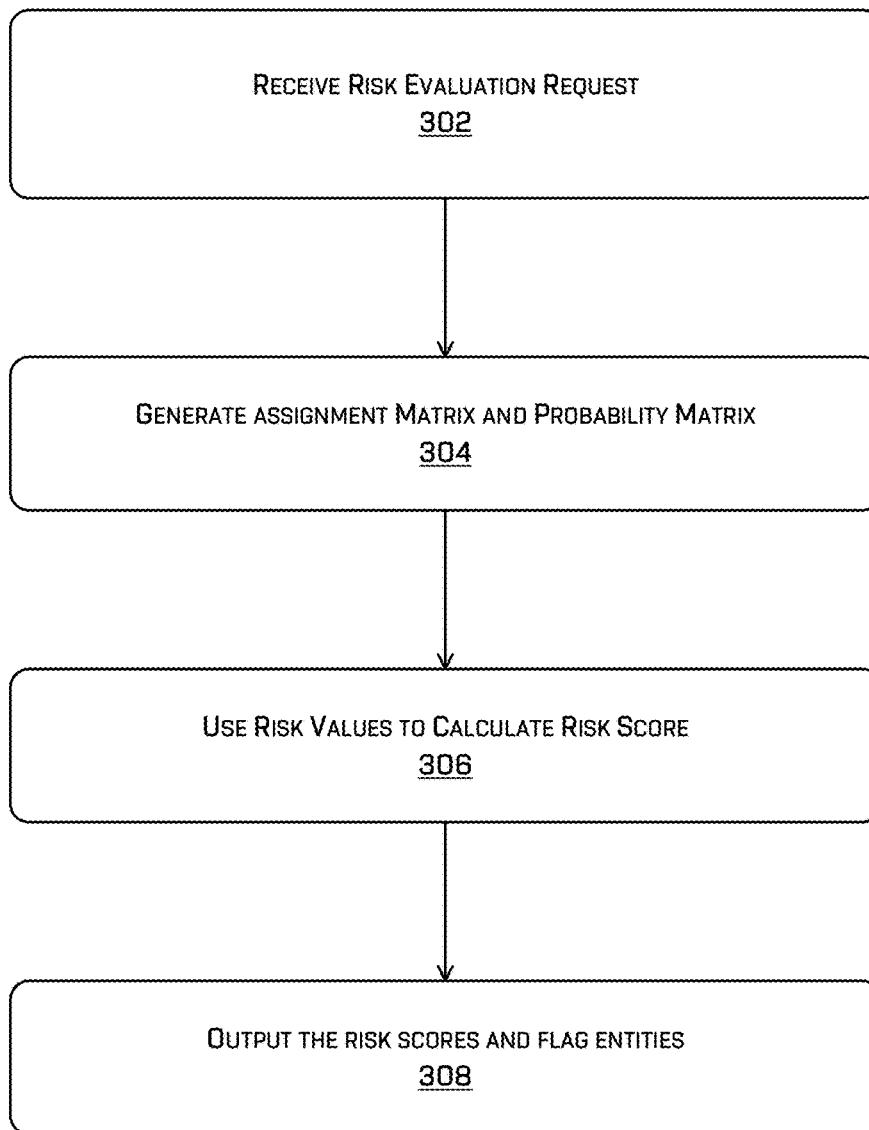 Receive Risk Evaluation Request
302
Generate assignment Matrix and Probability Matrix
304
Use Risk Values to Calculate Risk Score
306
Output the risk scores and flag entities
308